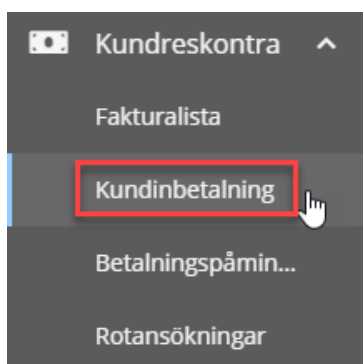 Kundreskontra
Fakturalista
Kundinbetalning
Betalningspåmin...
Rotansökningar